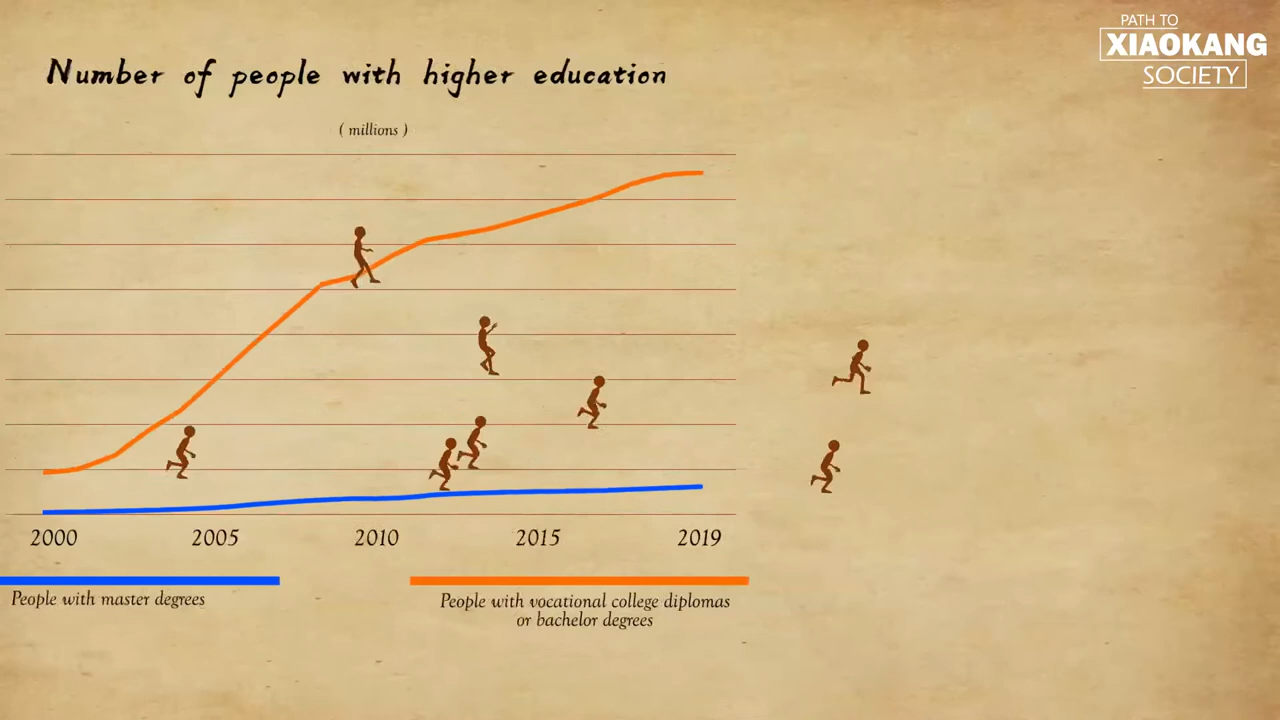 PATH TO
XIAOKANG
SOCIETY
Number of people with higher education
( millions )
2000 2005 2010 2015 2019
People with master degrees
People with vocational college diplomas
or bachelor degrees